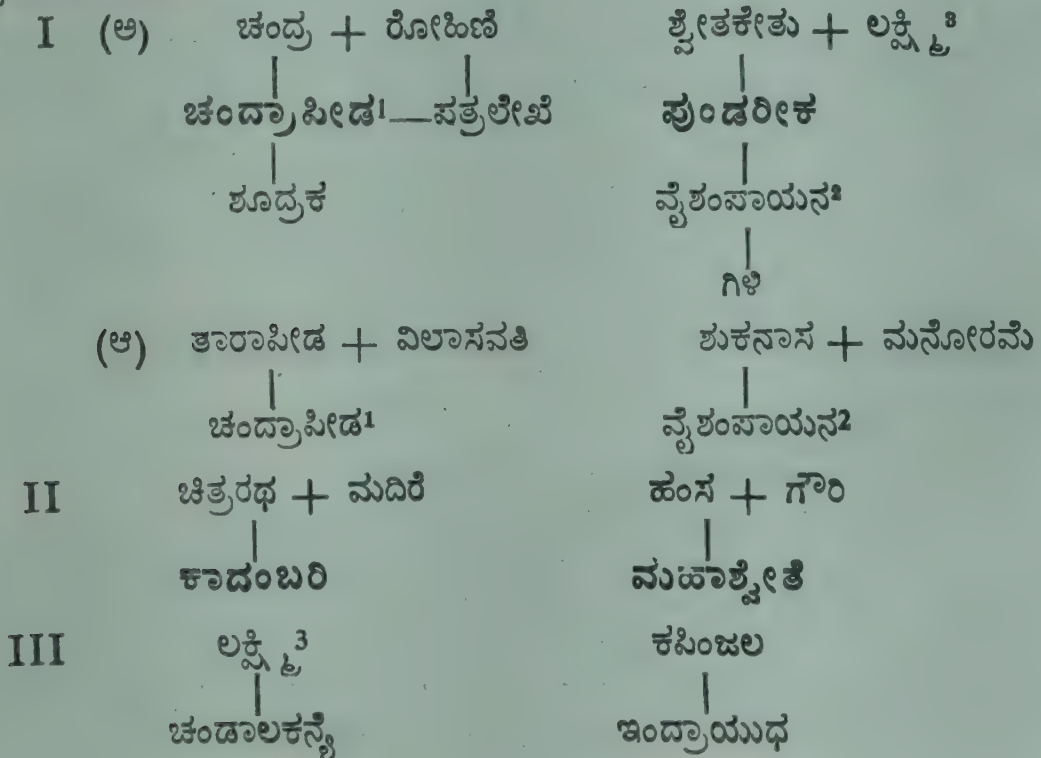 I (ಅ) ಚಂದ್ರ + ರೋಹಿಣಿ ಶ್ವೇತಕೇತು + ಲಕ್ಷ್ಮಿ³
ಚಂದ್ರಾಪೀಡ¹—ಪತ್ರಲೇಖೆ ಪುಂಡರೀಕ
ಶೂದ್ರಕ ವೈಶಂಪಾಯನ²
ಗಿಳಿ
(ಆ) ತಾರಾಪೀಡ + ವಿಲಾಸವತಿ ಶುಕನಾಸ + ಮನೋರಮೆ
ಚಂದ್ರಾಪೀಡ¹ ವೈಶಂಪಾಯನ²
II ಚಿತ್ರರಥ + ಮದಿರೆ ಹಂಸ + ಗೌರಿ
ಕಾದಂಬರಿ ಮಹಾಶ್ವೇತೆ
III ಲಕ್ಷ್ಮಿ³ ಕಪಿಂಜಲ
ಚಂಡಾಲಕನ್ಯೆ ಇಂದ್ರಾಯುಧ